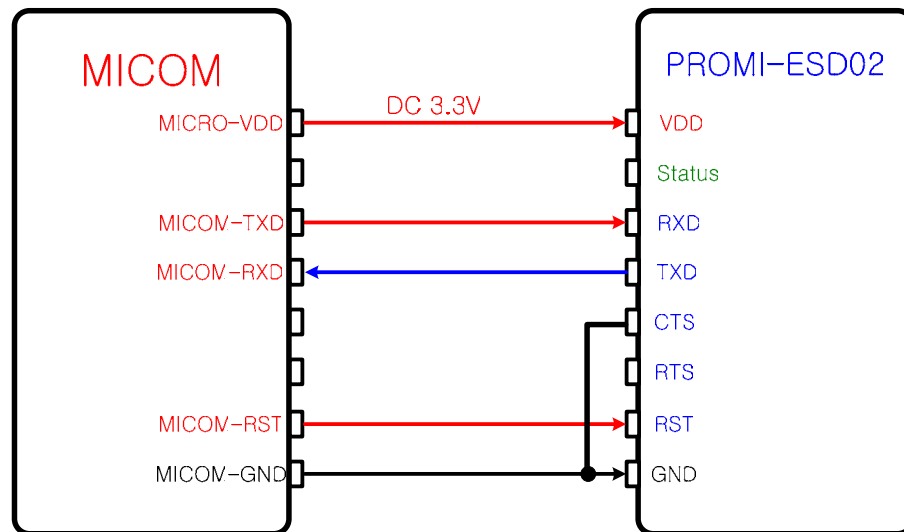 MICOM
PROMI-ESD02
DC 3.3V
MICRO-VDD
VDD
Status
MICOM-TXD
RXD
MICOM-RXD
TXD
CTS
RTS
MICOM-RST
RST
MICOM-GND
GND